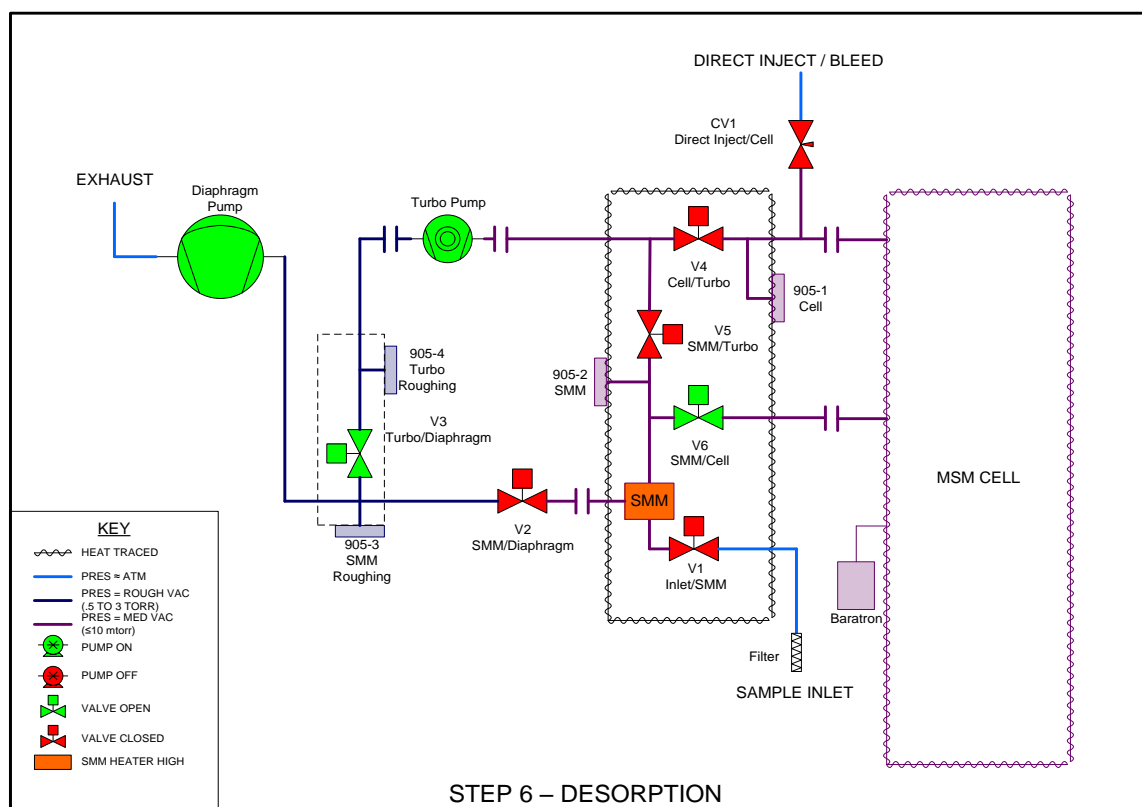 DIRECT INJECT / BLEED
CV1
Direct Inject/Cell
EXHAUST
Diaphragm
Pump
Turbo Pump
V4
Cell/Turbo
905-1
Cell
V5
SMM/Turbo
905-4
Turbo
Roughing
905-2
SMM
V3
Turbo/Diaphragm
V6
SMM/Cell
MSM CELL
SMM
V2
SMM/Diaphragm
905-3
SMM
Roughing
V1
Inlet/SMM
Baratron
Filter
SAMPLE INLET
KEY
HEAT TRACED
PRES ≈ ATM
PRES = ROUGH VAC
(.5 TO 3 TORR)
PRES = MED VAC
(≤10 mtorr)
PUMP ON
PUMP OFF
VALVE OPEN
VALVE CLOSED
SMM HEATER HIGH
STEP 6 – DESORPTION